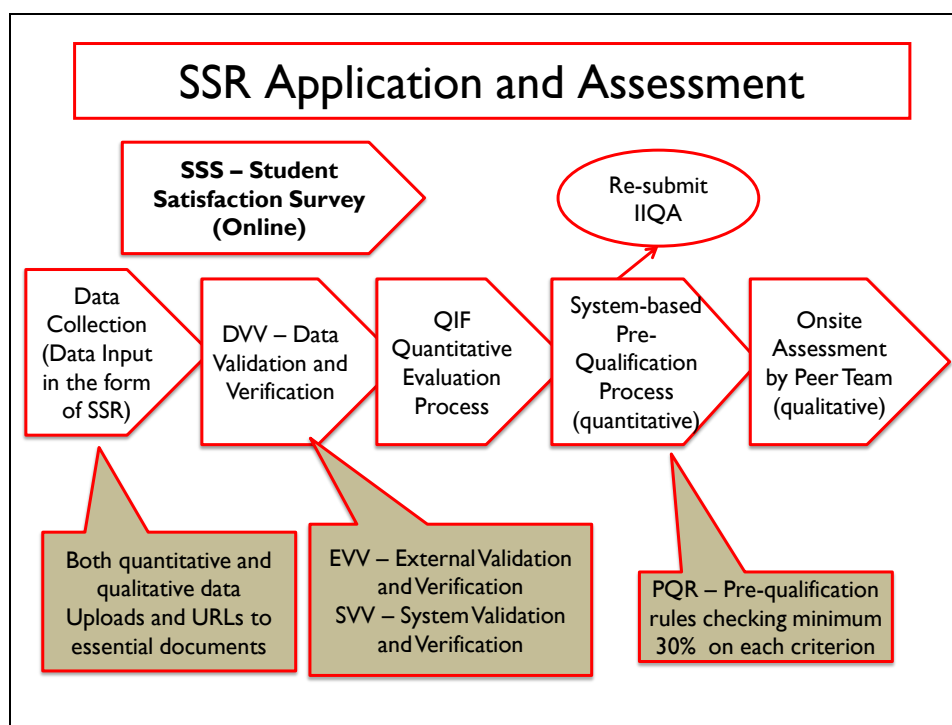 SSR Application and Assessment
SSS – Student
Satisfaction Survey
(Online)
Re-submit
IIQA
Data
Collection
(Data Input
in the form
of SSR)
DVV – Data
Validation and
Verification
QIF
Quantitative
Evaluation
Process
System-based
Pre-
Qualification
Process
(quantitative)
Onsite
Assessment
by Peer Team
(qualitative)
Both quantitative and
qualitative data
Uploads and URLs to
essential documents
EVV – External Validation
and Verification
SVV – System Validation
and Verification
PQR – Pre-qualification
rules checking minimum
30% on each criterion